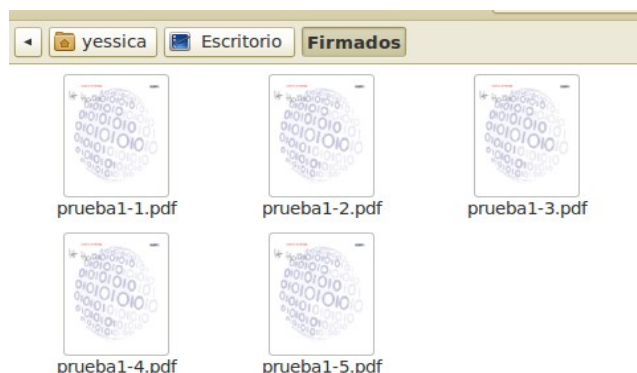 yessica Escritorio Firmados
prueba1-1.pdf prueba1-2.pdf prueba1-3.pdf
prueba1-4.pdf prueba1-5.pdf